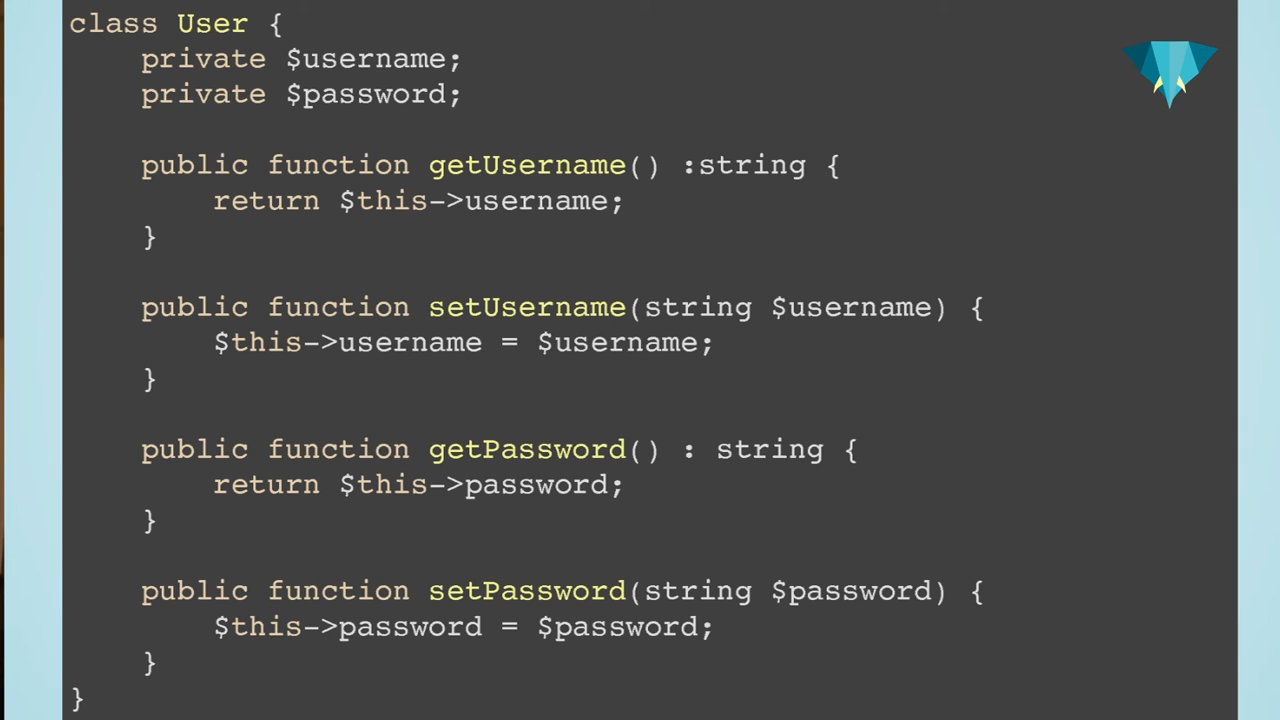 class User {
    private $username;
    private $password;

    public function getUsername() :string {
        return $this->username;
    }

    public function setUsername(string $username) {
        $this->username = $username;
    }

    public function getPassword() : string {
        return $this->password;
    }

    public function setPassword(string $password) {
        $this->password = $password;
    }
}